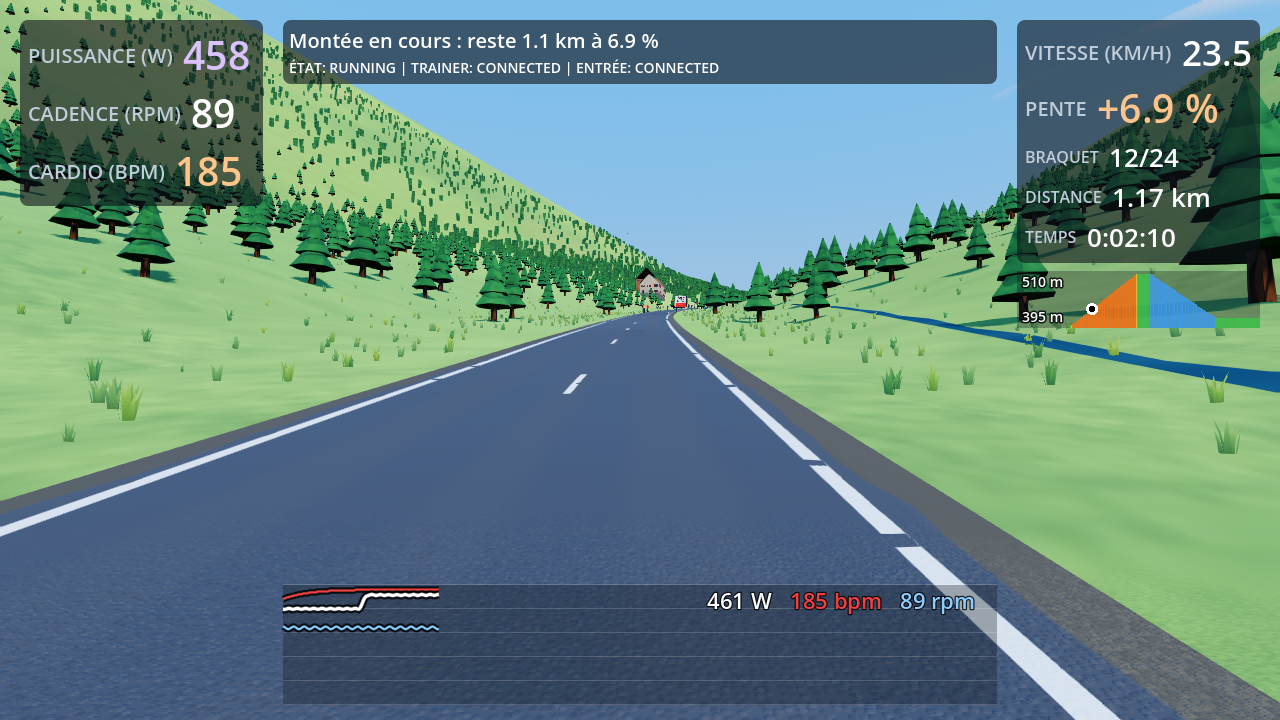 PUISSANCE (W) 458
CADENCE (RPM) 89
CARDIO (BPM) 185
Montée en cours : reste 1.1 km à 6.9 %
ÉTAT: RUNNING | TRAINER: CONNECTED | ENTRÉE: CONNECTED
VITESSE (KM/H) 23.5
PENTE +6.9 %
BRAQUET 12/24
DISTANCE 1.17 km
TEMPS 0:02:10
510 m
395 m
461 W 185 bpm 89 rpm